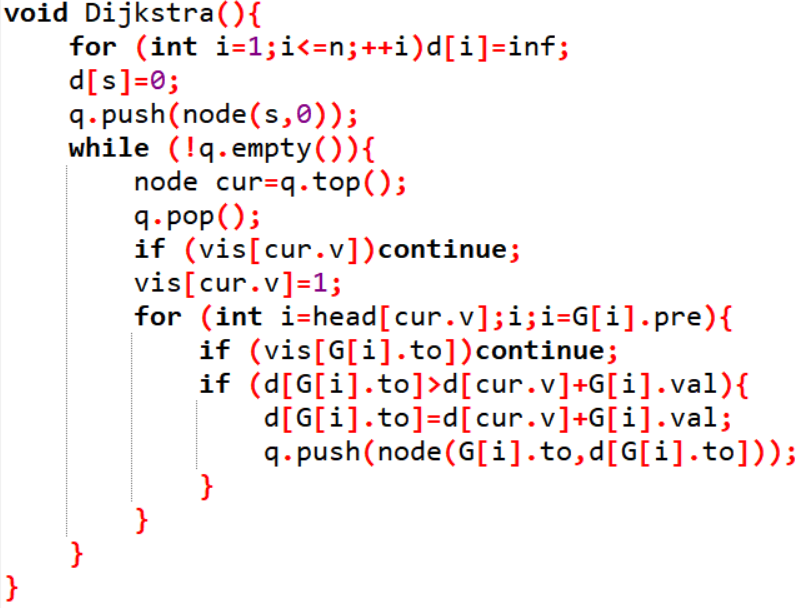 void Dijkstra(){
    for (int i=1;i<=n;++i)d[i]=inf;
    d[s]=0;
    q.push(node(s,0));
    while (!q.empty()){
        node cur=q.top();
        q.pop();
        if (vis[cur.v])continue;
        vis[cur.v]=1;
        for (int i=head[cur.v];i;i=G[i].pre){
            if (vis[G[i].to])continue;
            if (d[G[i].to]>d[cur.v]+G[i].val){
                d[G[i].to]=d[cur.v]+G[i].val;
                q.push(node(G[i].to,d[G[i].to]));
            }
        }
    }
}